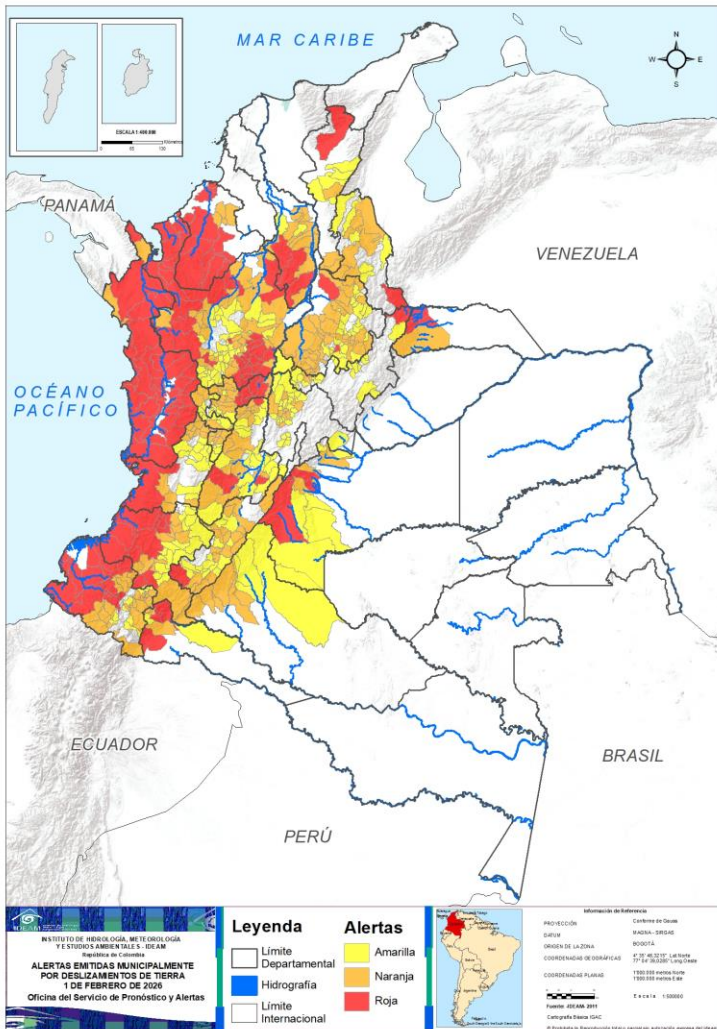 MAR CARIBE
N
W
E
S
ESCALA 1:400.000
PANAMÁ
VENEZUELA
OCÉANO
PACÍFICO
ECUADOR
BRASIL
PERÚ
IDEAM
INSTITUTO DE HIDROLOGÍA, METEOROLOGÍA
Y ESTUDIOS AMBIENTALES - IDEAM
República de Colombia
ALERTAS EMITIDAS MUNICIPALMENTE
POR DESLIZAMIENTOS DE TIERRA
1 DE FEBRERO DE 2026
Oficina del Servicio de Pronóstico y Alertas
Leyenda
Límite
Departamental
Hidrografía
Límite
Internacional
Alertas
Amarilla
Naranja
Roja
Información de Referencia
PROYECCIÓN Conforme de Gauss
DATUM MAGNA - SIRGAS
ORIGEN DE LA ZONA BOGOTÁ
COORDENADAS GEOGRÁFICAS
COORDENADAS PLANAS
Fuente: IDEAM- 2011
Cartografía Básica IGAC